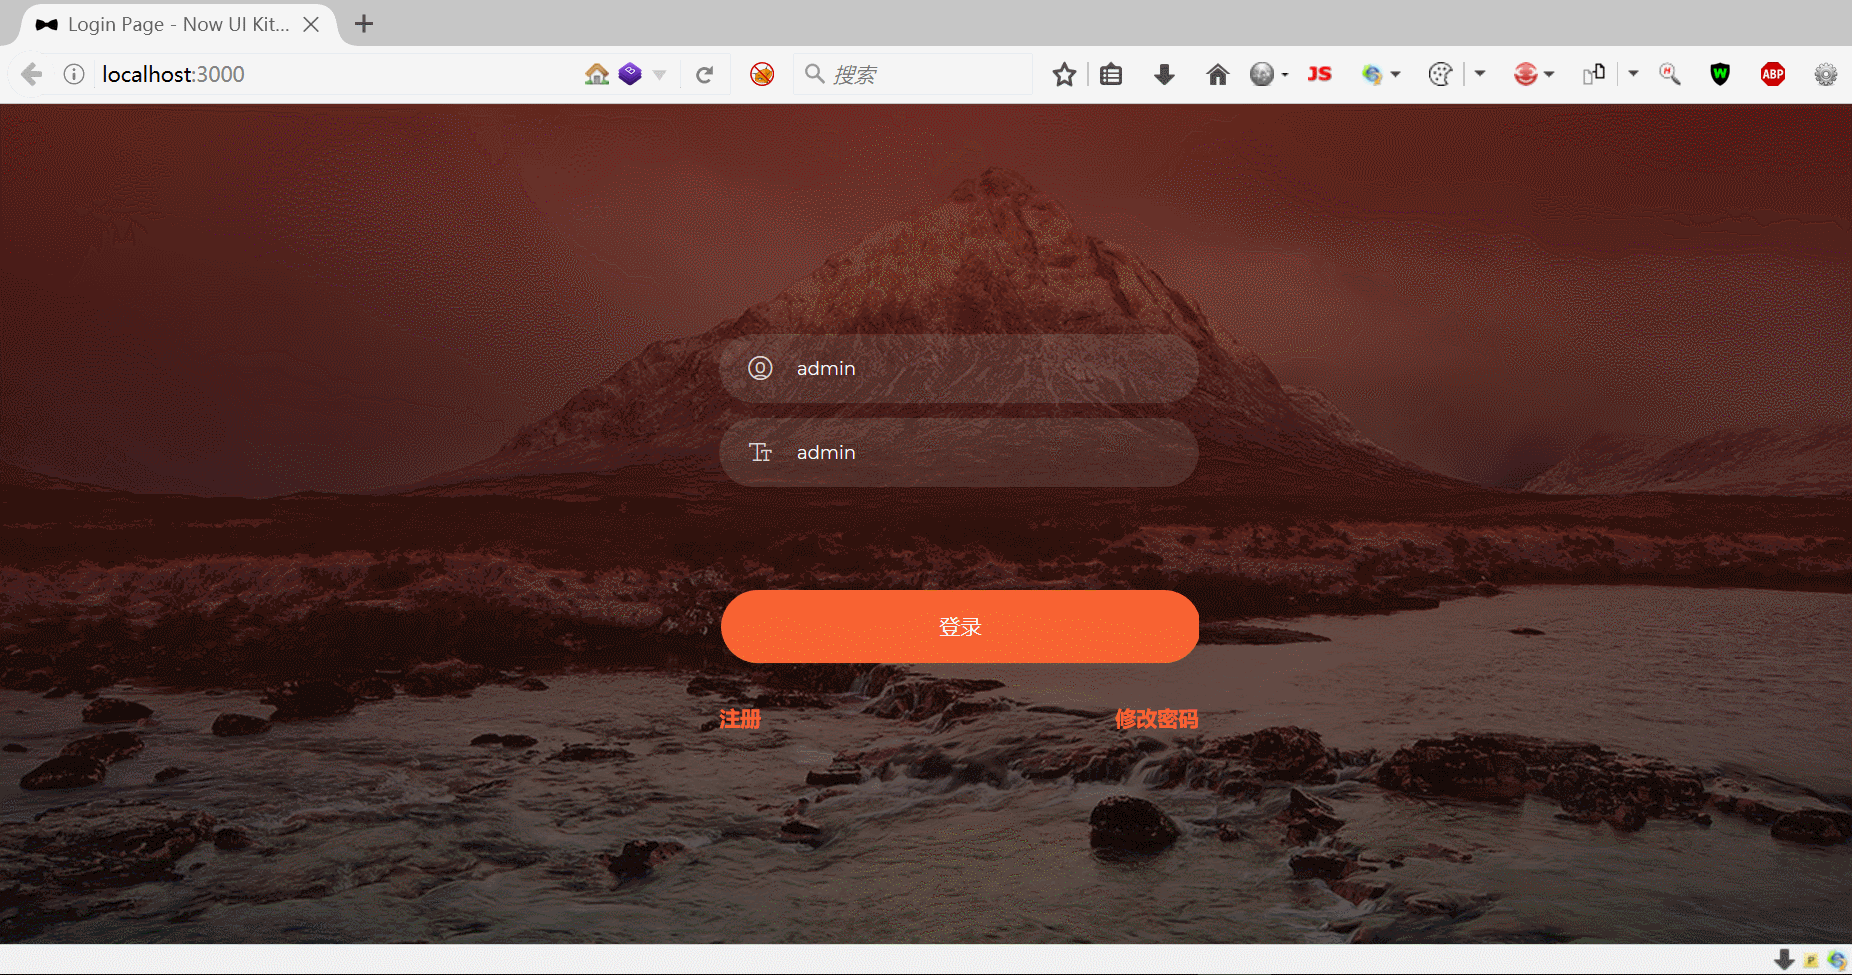 Login Page - Now UI Kit...
localhost:3000
搜索
JS
W
ABP
admin
admin
登录
注册
修改密码
P